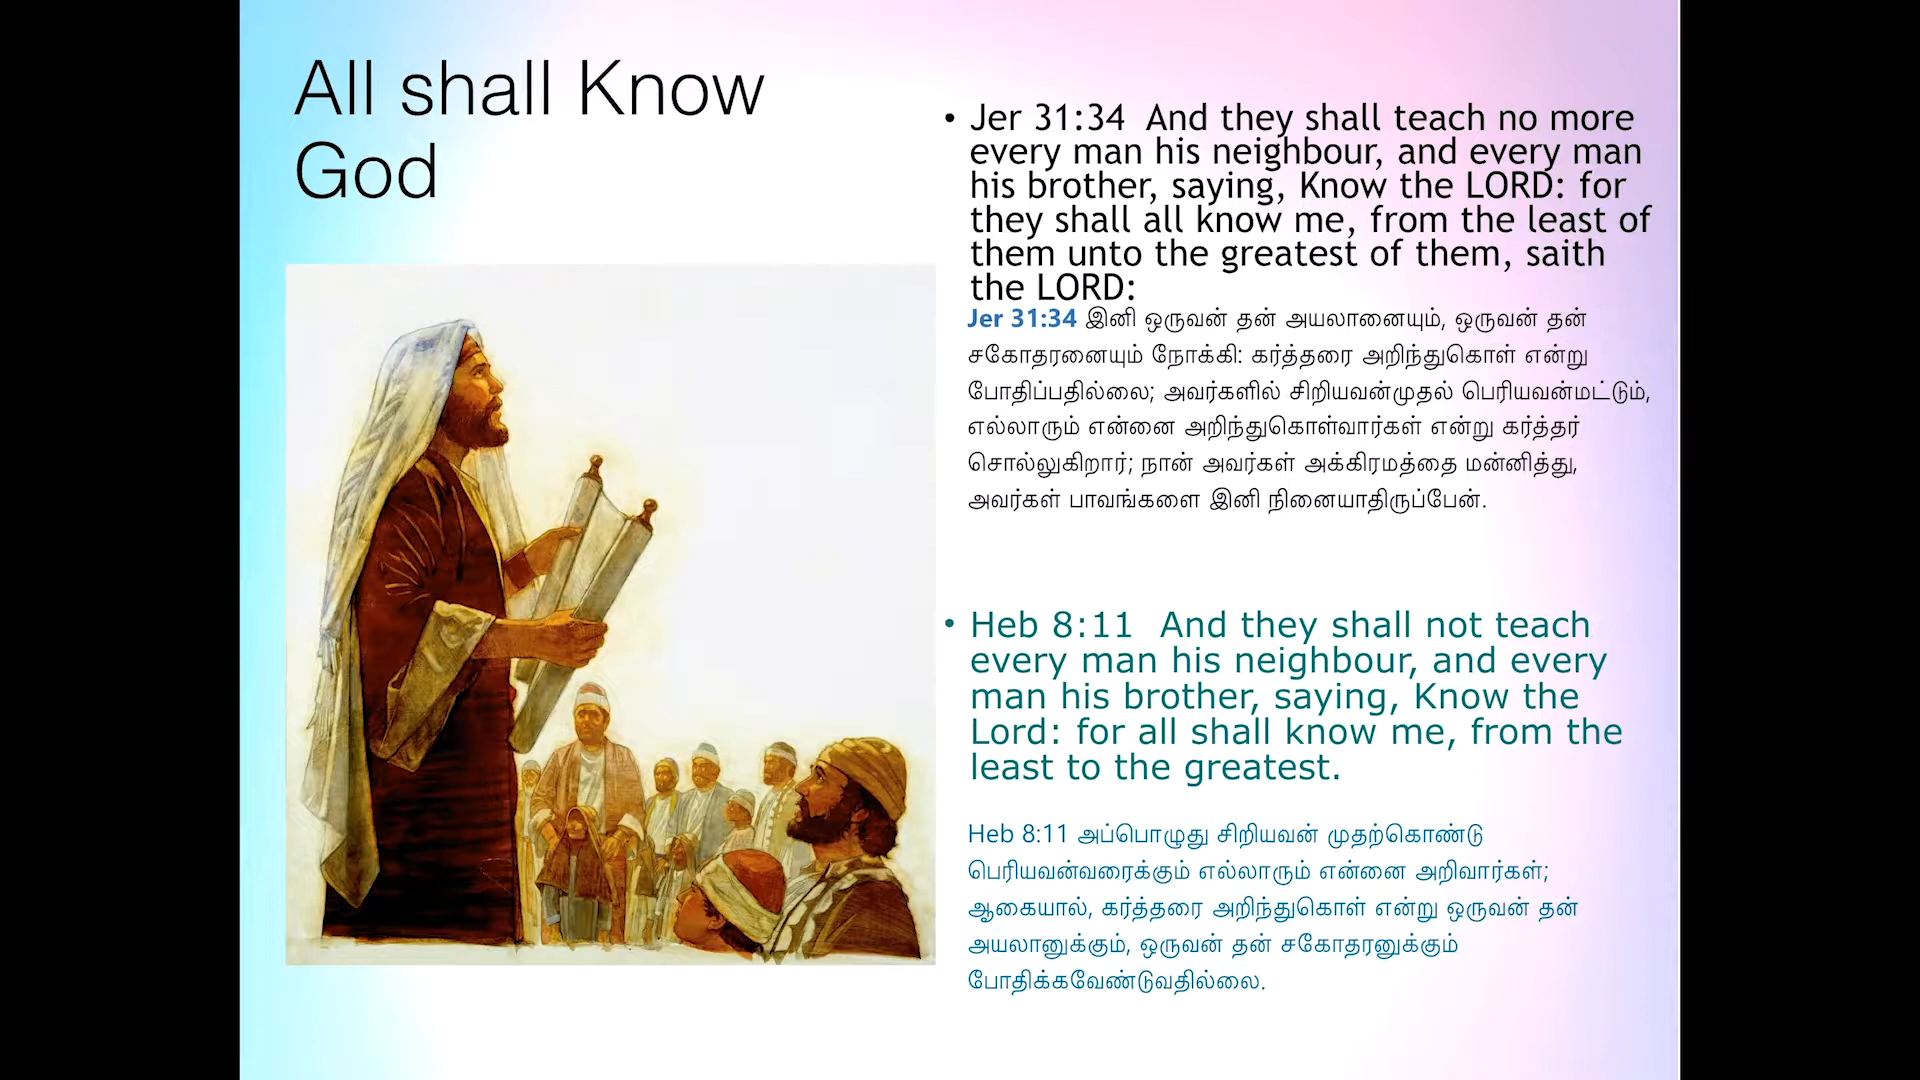 All shall Know
God
• Jer 31:34  And they shall teach no more
every man his neighbour, and every man
his brother, saying, Know the LORD: for
they shall all know me, from the least of
them unto the greatest of them, saith
the LORD:
Jer 31:34 இனி ஒருவன் தன் அயலானையும், ஒருவன் தன்
சகோதரனையும் நோக்கி: கர்த்தரை அறிந்துகொள் என்று
போதிப்பதில்லை; அவர்களில் சிறியவன்முதல் பெரியவன்மட்டும்,
எல்லாரும் என்னை அறிந்துகொள்வார்கள் என்று கர்த்தர்
சொல்லுகிறார்; நான் அவர்கள் அக்கிரமத்தை மன்னித்து,
அவர்கள் பாவங்களை இனி நினையாதிருப்பேன்.
• Heb 8:11  And they shall not teach
every man his neighbour, and every
man his brother, saying, Know the
Lord: for all shall know me, from the
least to the greatest.
Heb 8:11 அப்பொழுது சிறியவன் முதற்கொண்டு
பெரியவன்வரைக்கும் எல்லாரும் என்னை அறிவார்கள்;
ஆகையால், கர்த்தரை அறிந்துகொள் என்று ஒருவன் தன்
அயலானுக்கும், ஒருவன் தன் சகோதரனுக்கும்
போதிக்கவேண்டுவதில்லை.